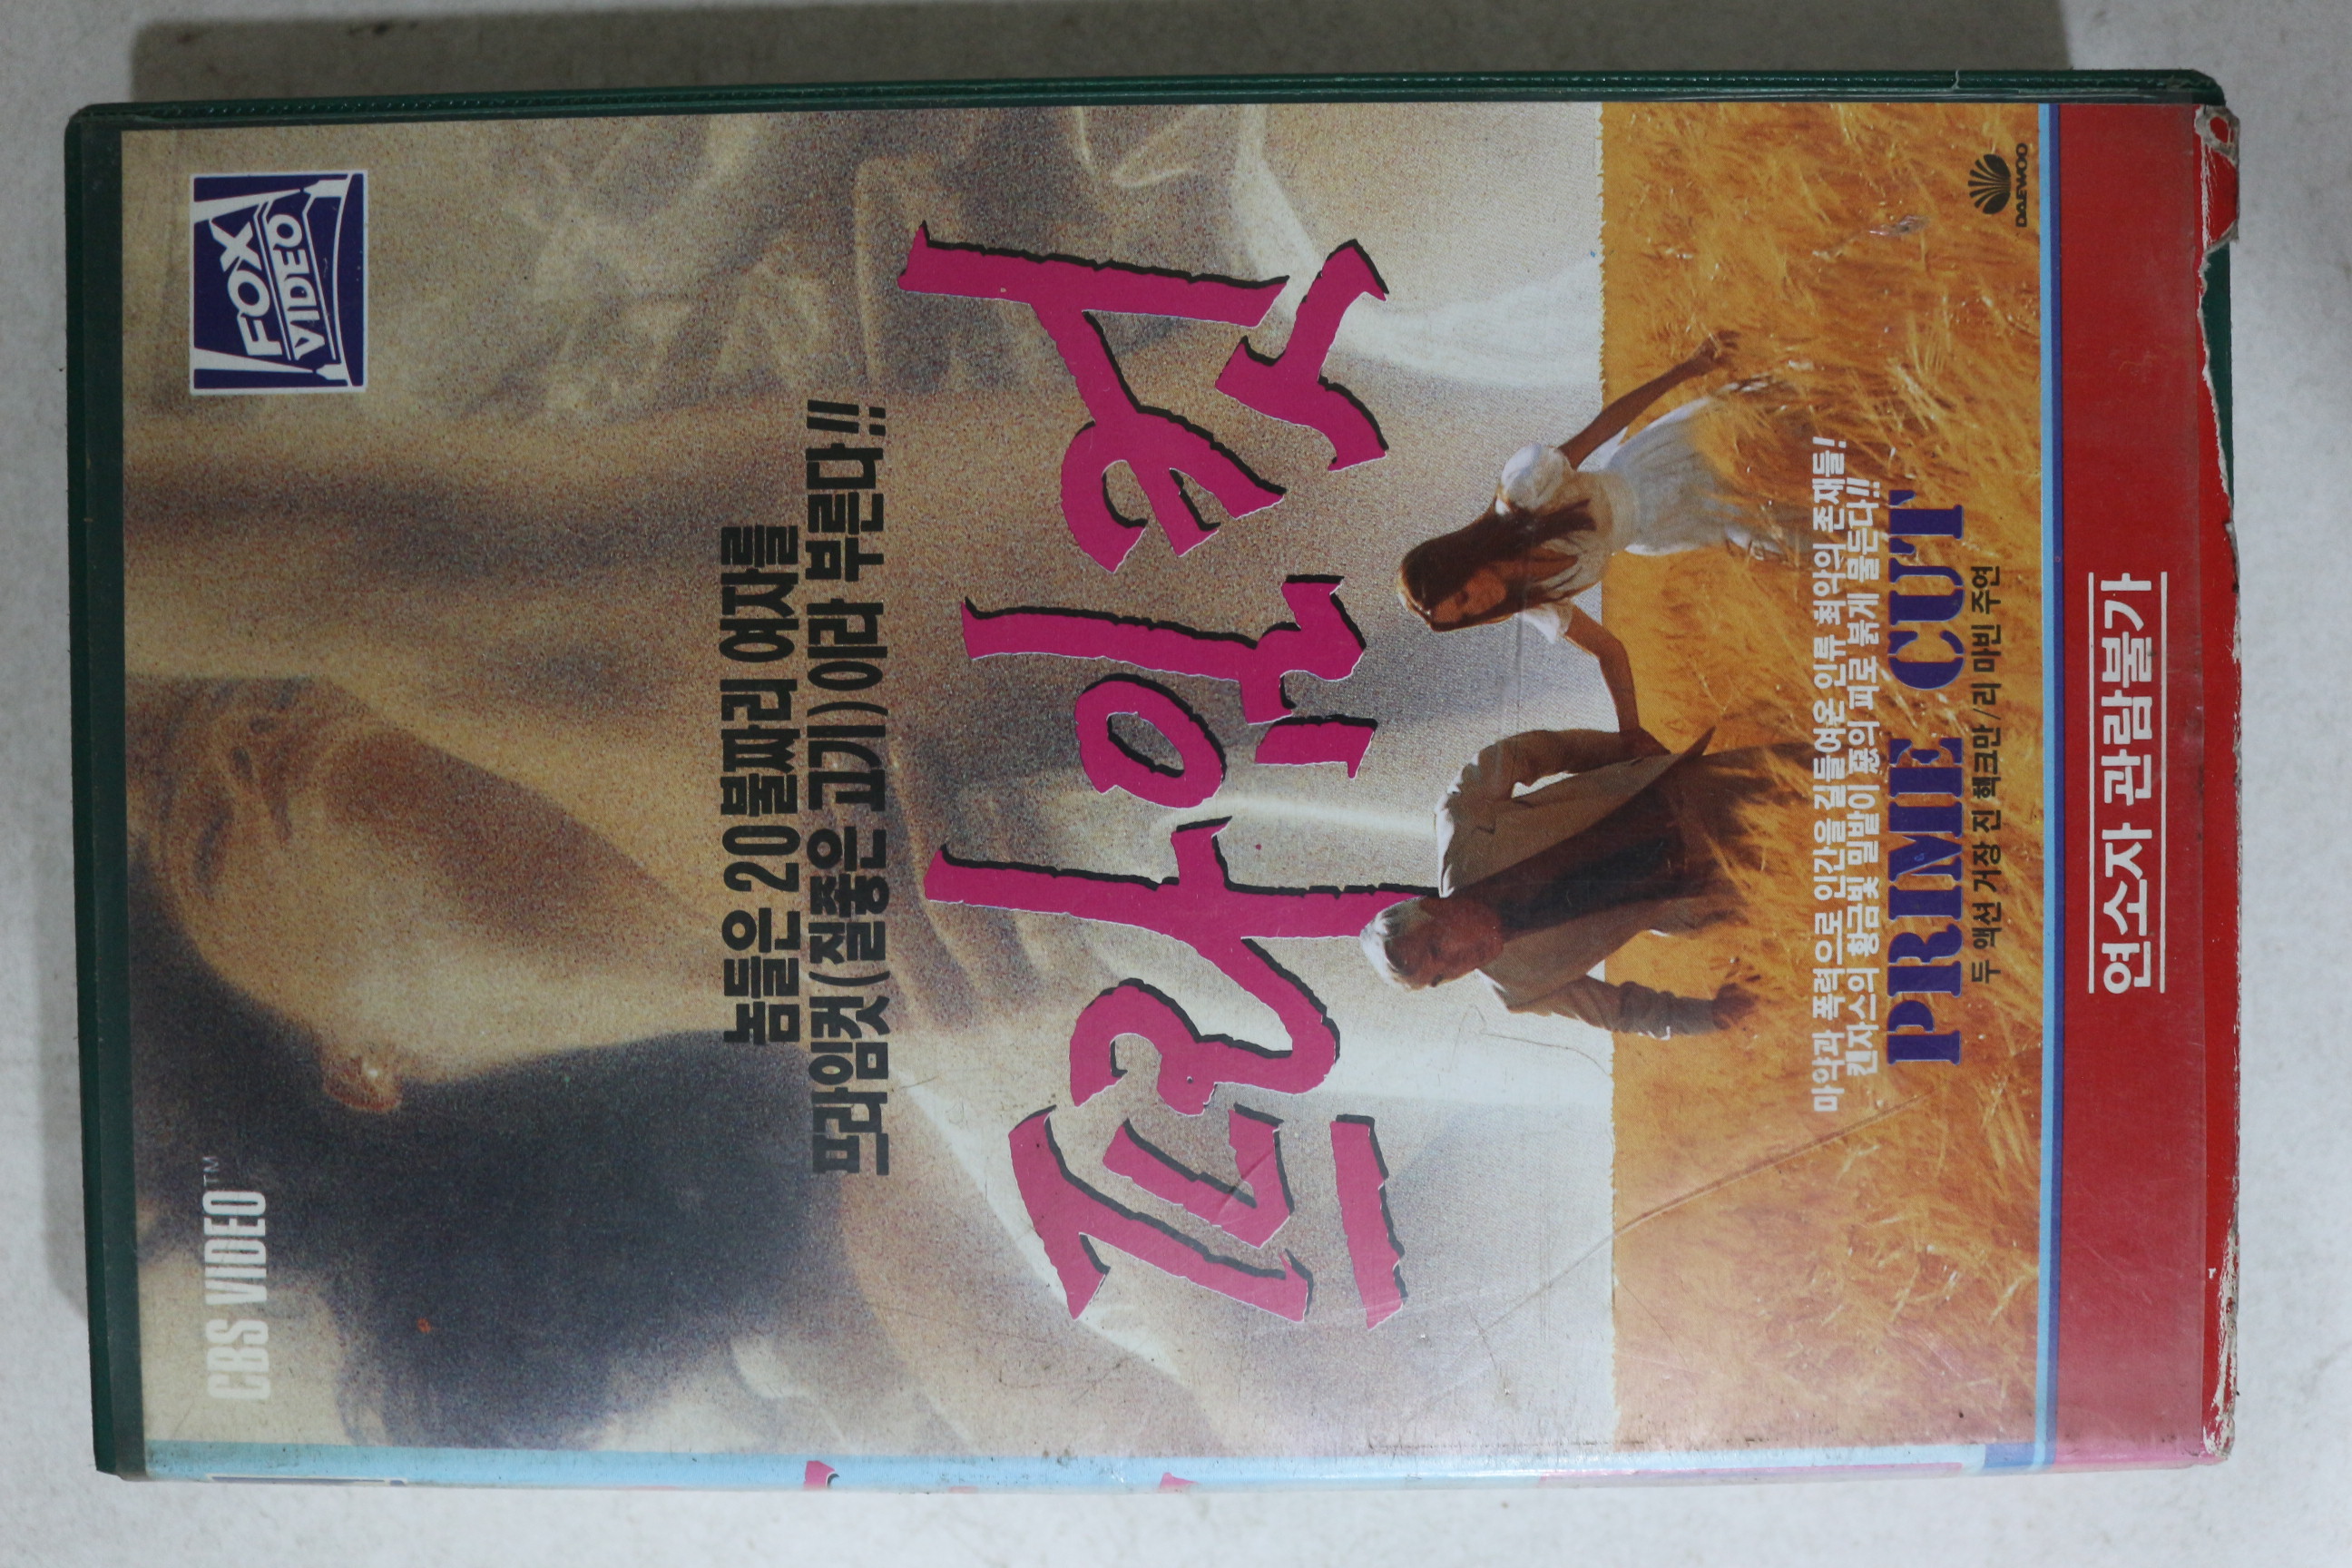 CBS VIDEO™
FOX
VIDEO
놈들은 20불짜리 여자를
프라임컷(질좋은 고기)이라 부른다!!
프라임 컷
마약과 폭력으로 인간을 길들여온 인류 최악의 존재들!
캔자스의 황금빛 밀밭이 惡의 피로 붉게 물든다!!
PRIME CUT
두 액션 거장 진 핵크만/리 마빈 주연
DAEWOO
연소자 관람불가